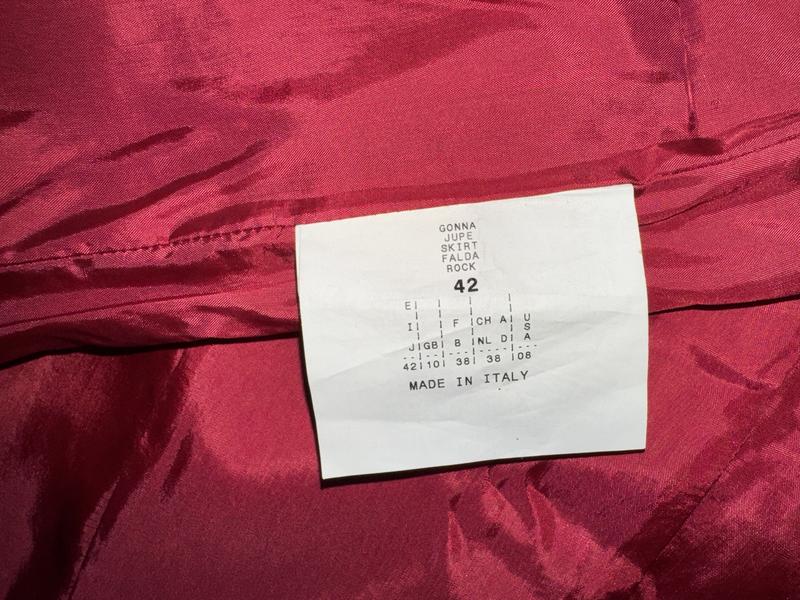 GONNA
JUPE
SKIRT
FALDA
ROCK
42
E
I F CH A U S A
J GB B NL D
42 10 38 38 08
MADE IN ITALY